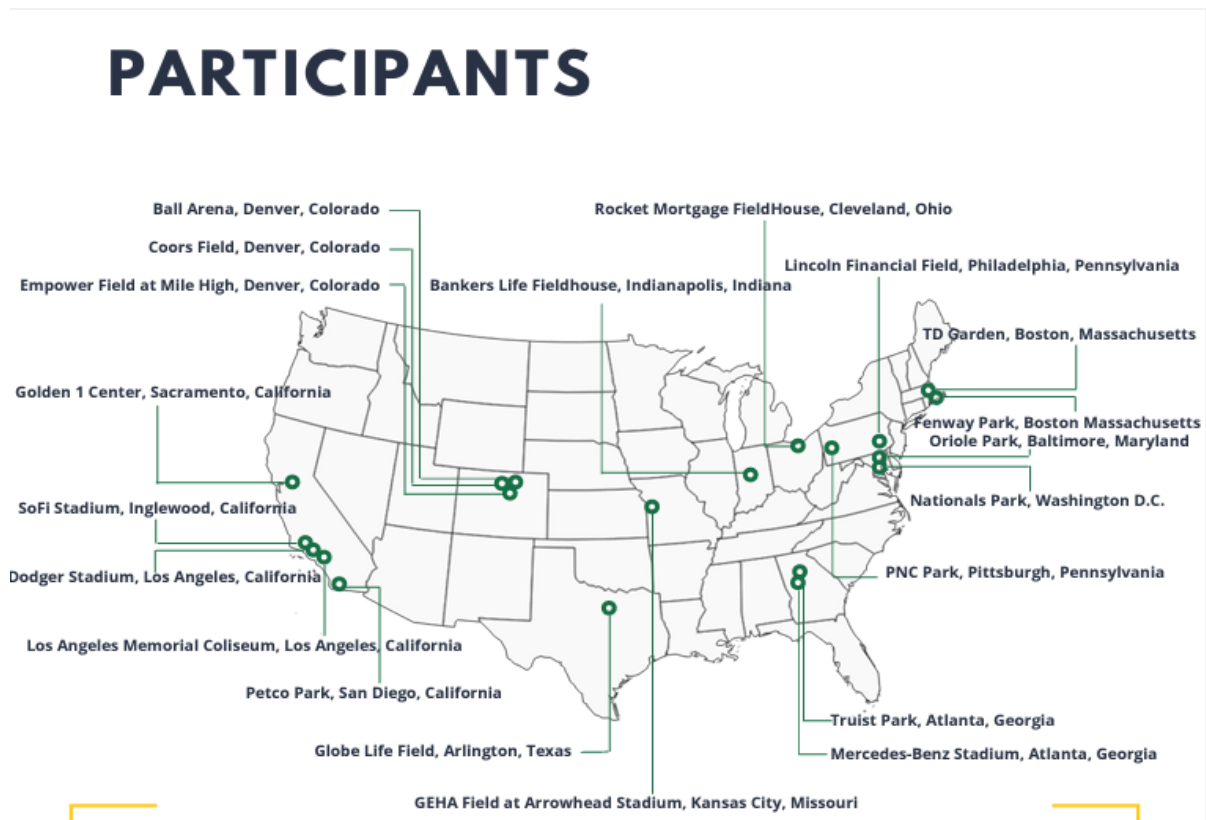 PARTICIPANTS
Ball Arena, Denver, Colorado
Rocket Mortgage FieldHouse, Cleveland, Ohio
Coors Field, Denver, Colorado
Lincoln Financial Field, Philadelphia, Pennsylvania
Empower Field at Mile High, Denver, Colorado
Bankers Life Fieldhouse, Indianapolis, Indiana
TD Garden, Boston, Massachusetts
Golden 1 Center, Sacramento, California
Fenway Park, Boston Massachusetts
Oriole Park, Baltimore, Maryland
Nationals Park, Washington D.C.
SoFi Stadium, Inglewood, California
PNC Park, Pittsburgh, Pennsylvania
Dodger Stadium, Los Angeles, California
Los Angeles Memorial Coliseum, Los Angeles, California
Petco Park, San Diego, California
Truist Park, Atlanta, Georgia
Globe Life Field, Arlington, Texas
Mercedes-Benz Stadium, Atlanta, Georgia
GEHA Field at Arrowhead Stadium, Kansas City, Missouri